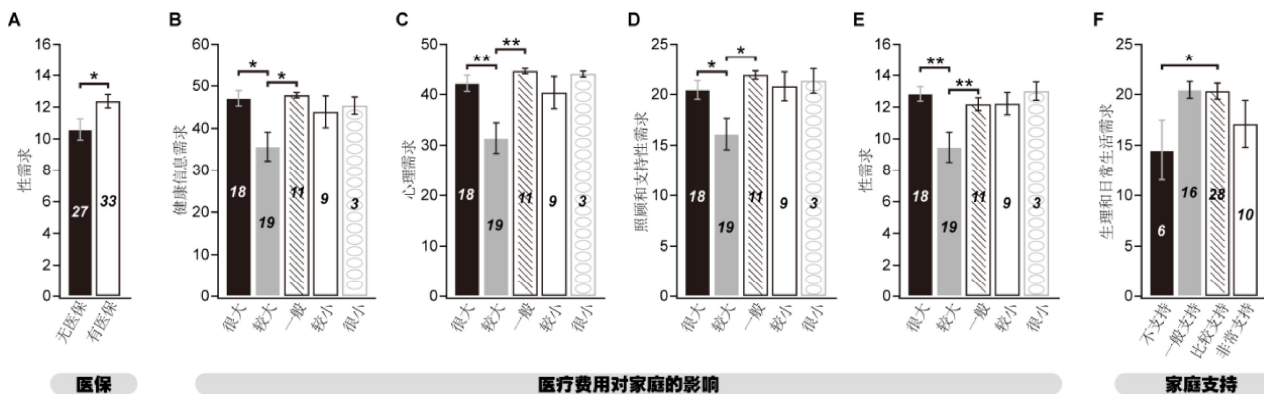 A
16
14
12
10
8
6
4
2
0
性需求
*
27
33
无医保
有医保
医保
B
60
50
40
30
20
10
0
健康信息需求
*
*
18
19
11
9
3
很大
较大
一般
较小
很小
C
50
40
30
20
10
0
心理需求
**
**
18
19
11
9
3
很大
较大
一般
较小
很小
D
25
20
15
10
5
0
照顾和支持性需求
*
*
18
19
11
9
3
很大
较大
一般
较小
很小
E
16
14
12
10
8
6
4
2
0
性需求
**
**
18
19
11
9
3
很大
较大
一般
较小
很小
医疗费用对家庭的影响
F
25
20
15
10
25
0
生理和日常生活需求
*
6
16
28
10
不支持
一般支持
比较支持
非常支持
家庭支持